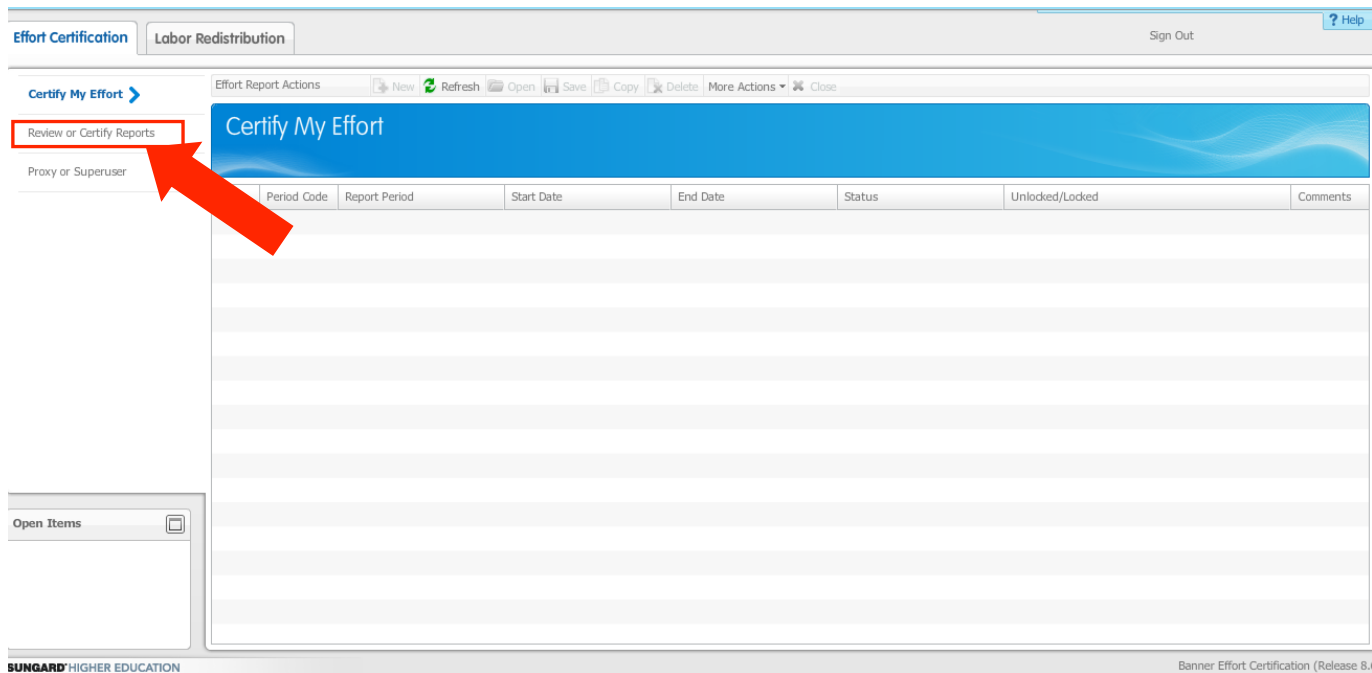 ? Help
Effort Certification
Labor Redistribution
Sign Out
Certify My Effort
Review or Certify Reports
Proxy or Superuser
Effort Report Actions New Refresh Open Save Copy Delete More Actions Close
Certify My Effort
Period Code Report Period Start Date End Date Status Unlocked/Locked Comments
Open Items
SUNGARD HIGHER EDUCATION
Banner Effort Certification (Release 8.